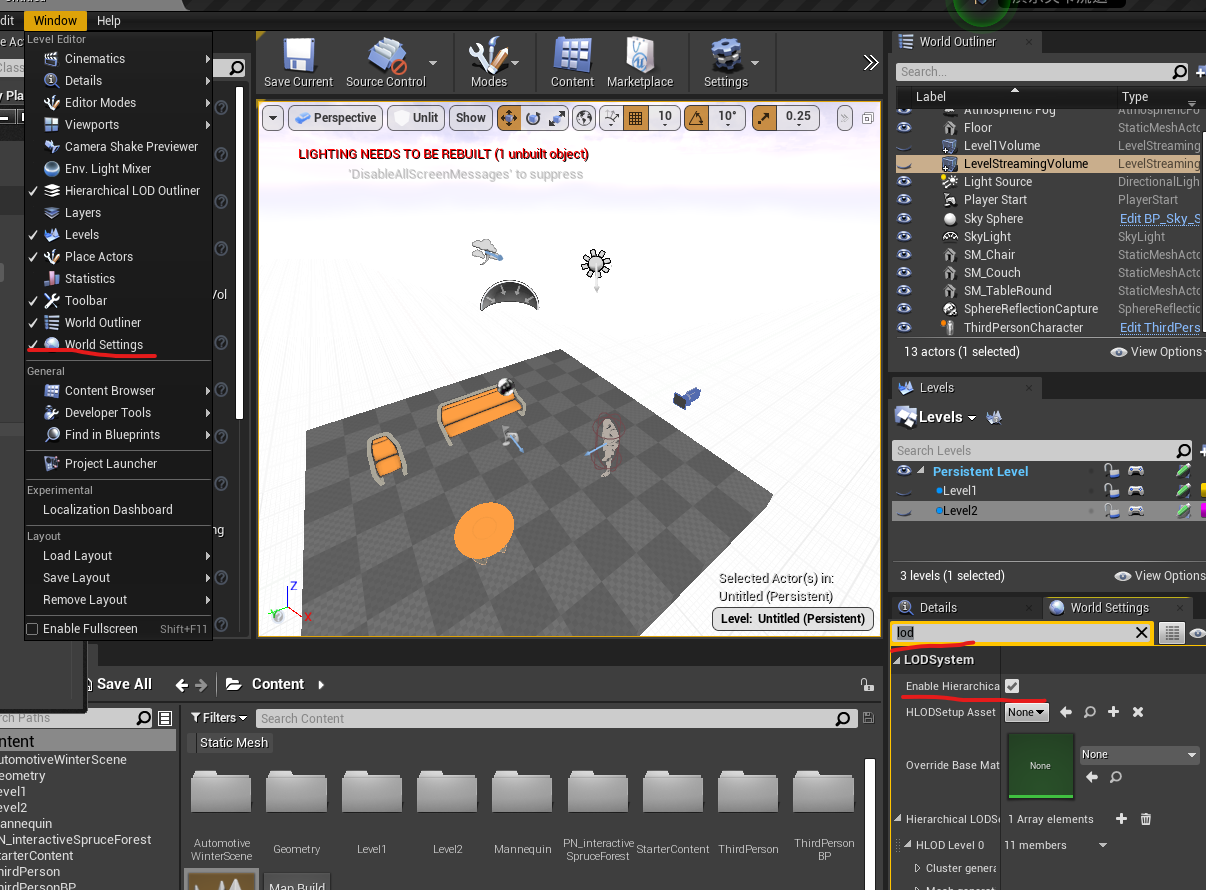 dit Window Help
Level Editor
Cinematics
Details
Editor Modes
Viewports
Camera Shake Previewer
Env. Light Mixer
Hierarchical LOD Outliner
Layers
Levels
Place Actors
Statistics
Toolbar
World Outliner
World Settings
General
Content Browser
Developer Tools
Find in Blueprints
Project Launcher
Experimental
Localization Dashboard
Layout
Load Layout
Save Layout
Remove Layout
Enable Fullscreen Shift+F11
Vol
ng
Save Current
Source Control
Modes
Content
Marketplace
Settings
Perspective
Unlit
Show
10
10°
0.25
LIGHTING NEEDS TO BE REBUILT (1 unbuilt object)
'DisableAllScreenMessages' to suppress
Z
X
Y
Selected Actor(s) in:
Untitled (Persistent)
Level: Untitled (Persistent)
World Outliner
Search...
Label Type
Atmospheric Fog
Floor StaticMeshActo
Level1Volume LevelStreaming
LevelStreamingVolume LevelStreaming
Light Source DirectionalLigh
Player Start PlayerStart
Sky Sphere Edit BP_Sky_S
SkyLight SkyLight
SM_Chair StaticMeshActo
SM_Couch StaticMeshActo
SM_TableRound StaticMeshActo
SphereReflectionCapture SphereReflectio
ThirdPersonCharacter Edit ThirdPers
13 actors (1 selected) View Options
Levels
Levels
Search Levels
Persistent Level
Level1
Level2
3 levels (1 selected) View Options
Details
World Settings
lod
LODSystem
Enable Hierarchica
HLODSetup Asset None
Override Base Mat None None
Hierarchical LODSe 1 Array elements
HLOD Level 0 11 members
Cluster genera
Save All
Content
rch Paths
Filters
Search Content
Static Mesh
ntent
utomotiveWinterScene
eometry
evel1
evel2
annequin
N_interactiveSpruceForest
tarterContent
hirdPerson
hirdPersonBP
Automotive
WinterScene
Geometry
Level1
Level2
Mannequin
PN_interactive
SpruceForest
StarterContent
ThirdPerson
ThirdPerson
BP
Map Build